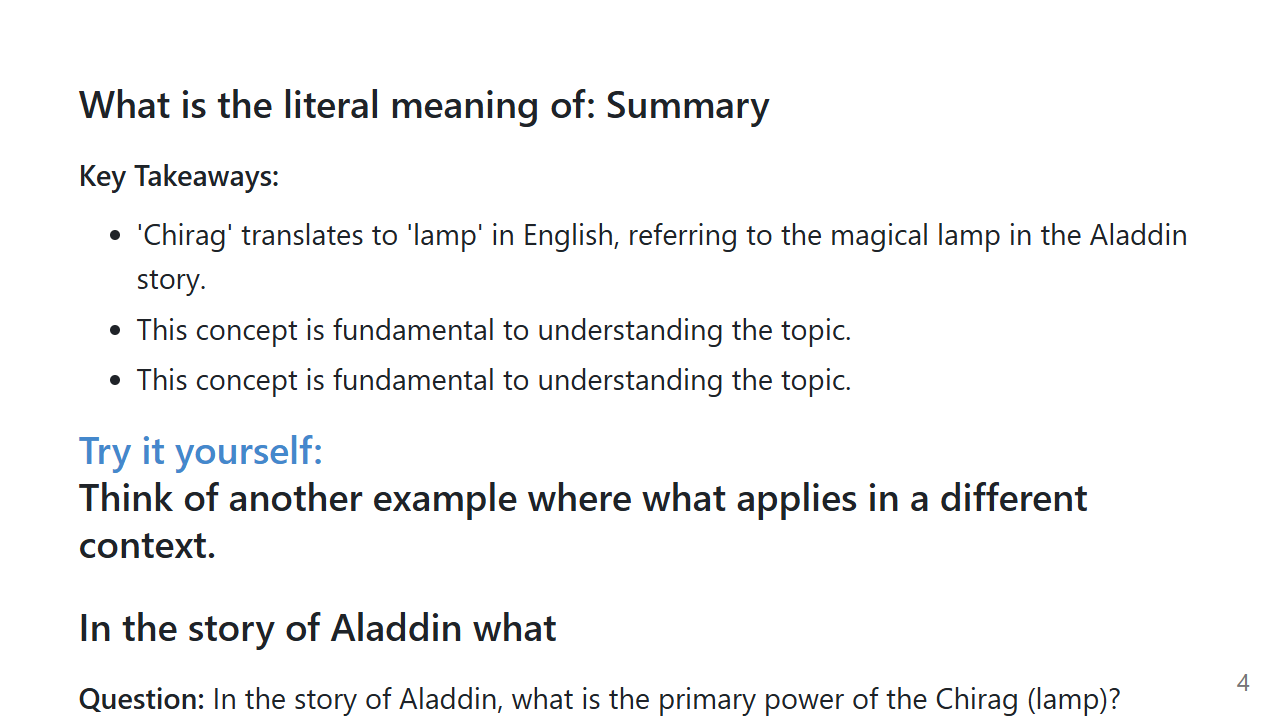 What is the literal meaning of: Summary
Key Takeaways:
• 'Chirag' translates to 'lamp' in English, referring to the magical lamp in the Aladdin
story.
• This concept is fundamental to understanding the topic.
• This concept is fundamental to understanding the topic.
Try it yourself:
Think of another example where what applies in a different
context.
In the story of Aladdin what
Question: In the story of Aladdin, what is the primary power of the Chirag (lamp)?
4